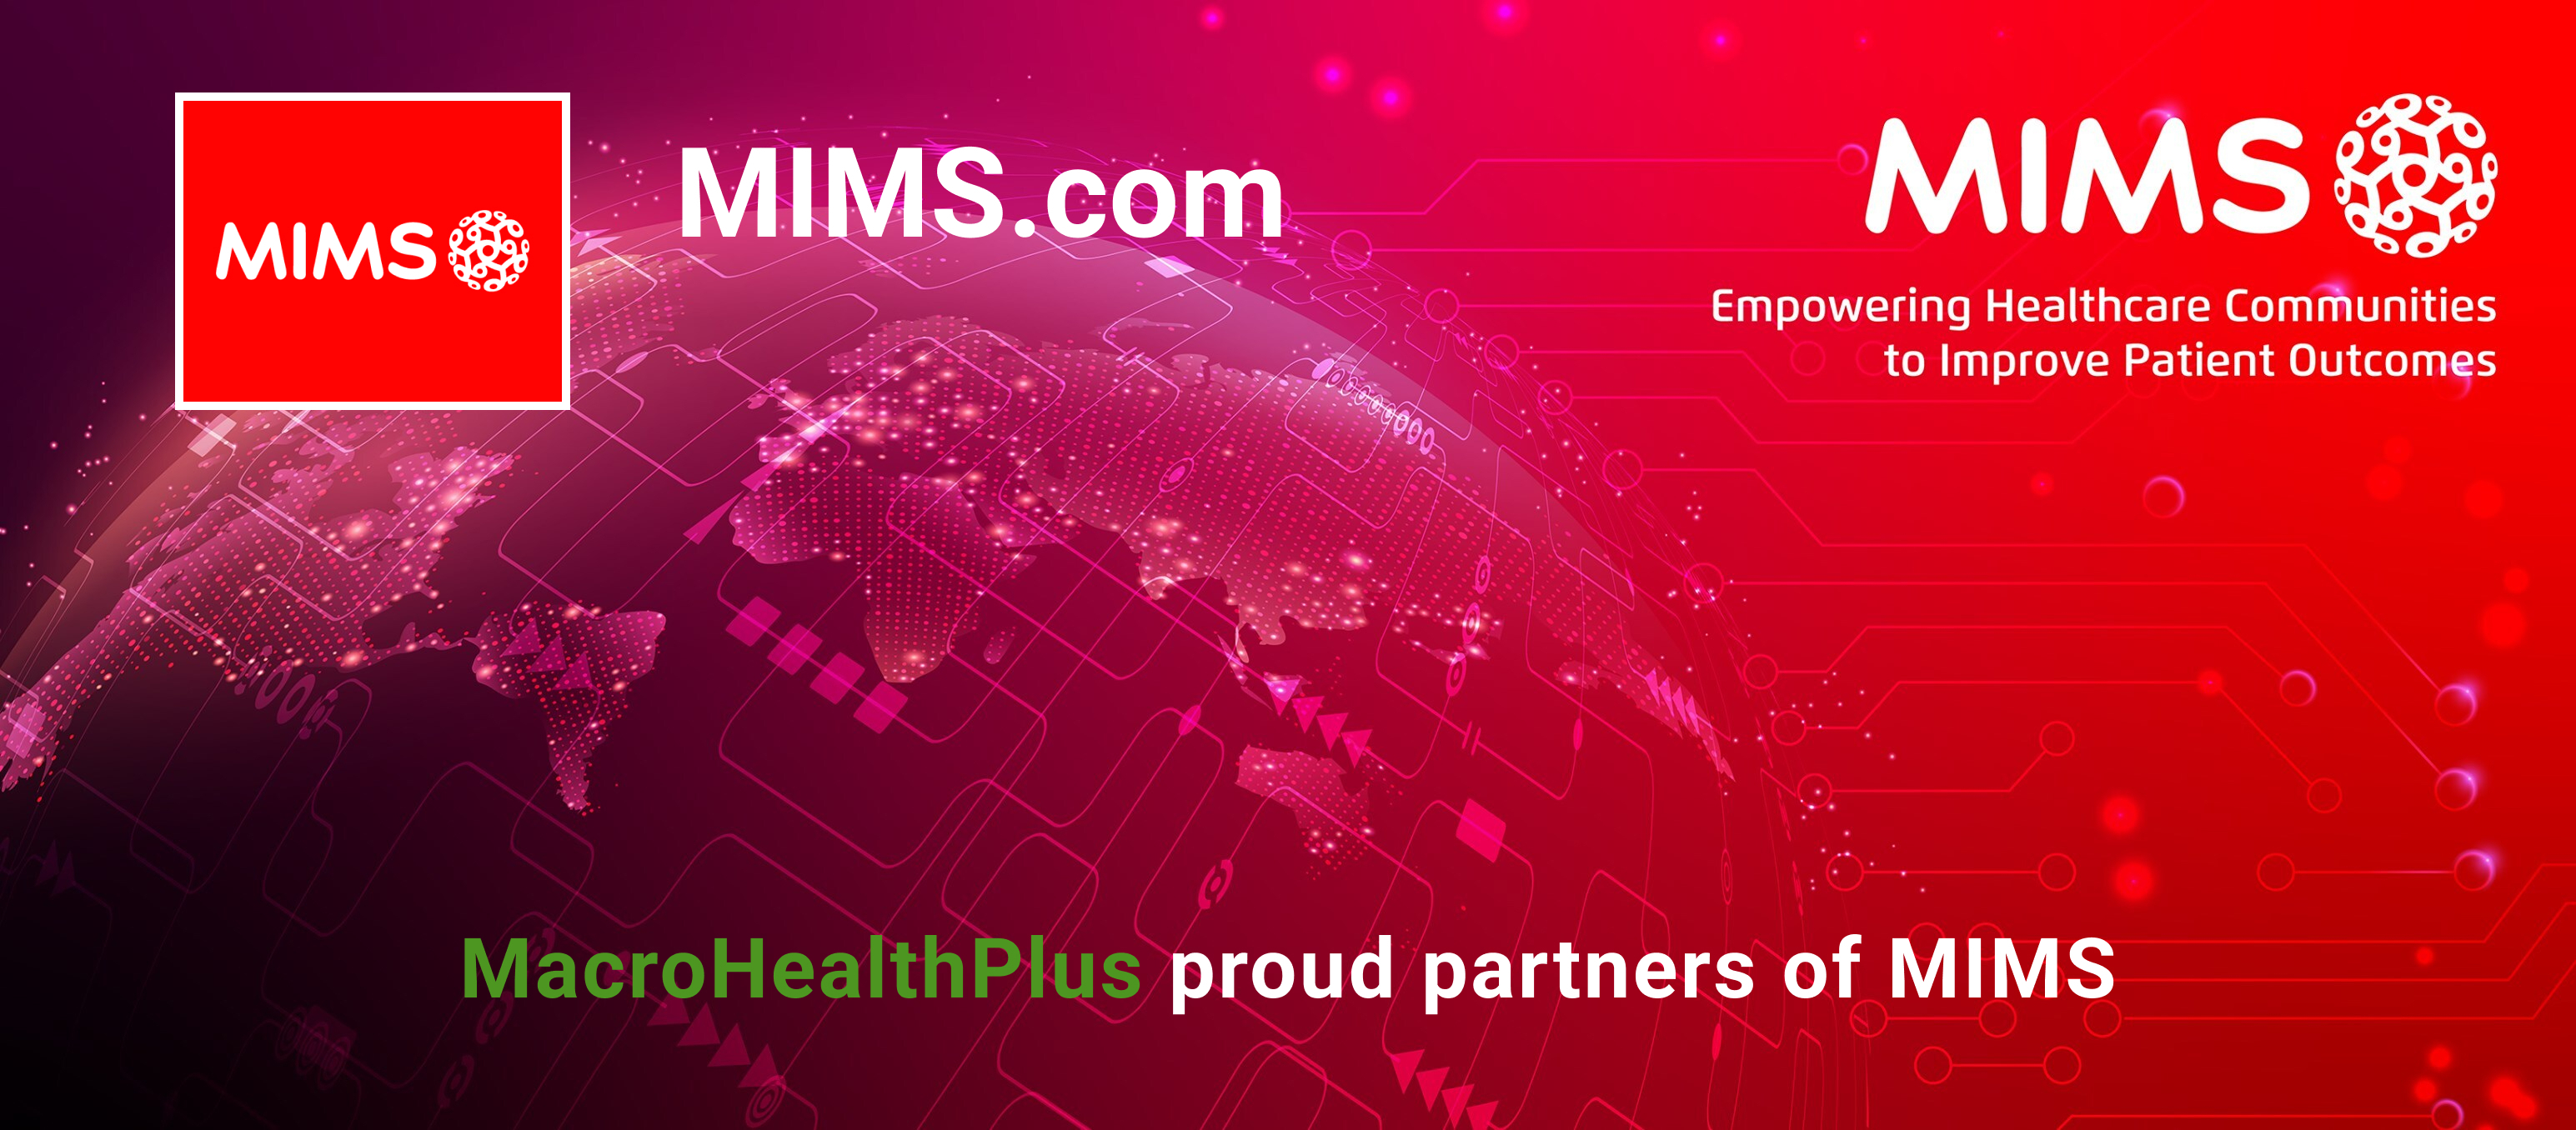 MIMS
MIMS.com
MIMS
Empowering Healthcare Communities
to Improve Patient Outcomes
MacroHealthPlus proud partners of MIMS